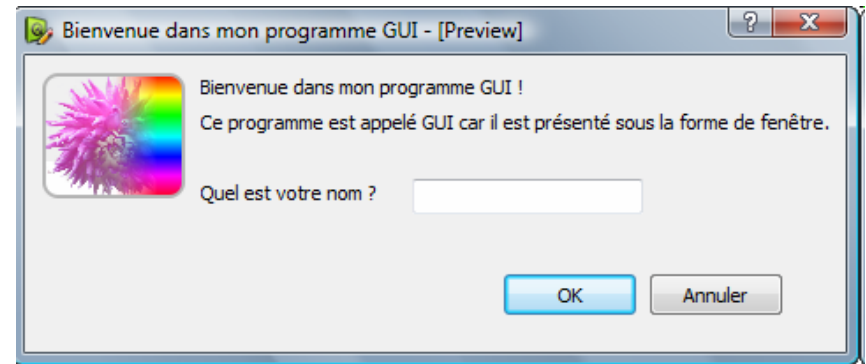 Bienvenue dans mon programme GUI - [Preview]
Bienvenue dans mon programme GUI !
Ce programme est appelé GUI car il est présenté sous la forme de fenêtre.
Quel est votre nom ?
OK Annuler